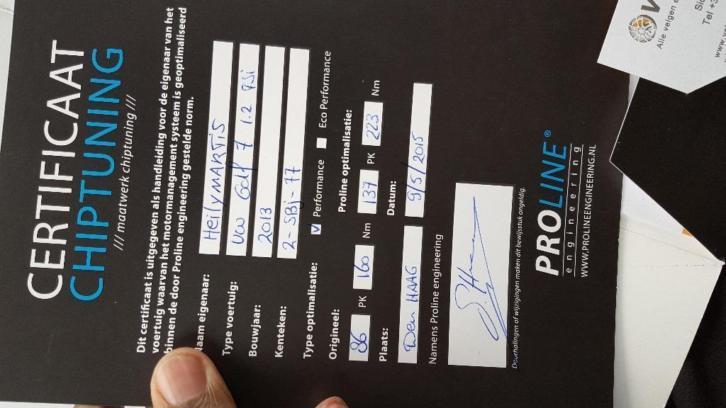 CERTIFICAAT
CHIPTUNING
/// maatwerk chiptuning ///
Dit certificaat is uitgegeven als handleiding voor de eigenaar van het
voertuig waarvan het motormanagement systeem is geoptimaliseerd
binnen de door Proline engineering gestelde norm.
Naam eigenaar: HeilyMARTIS
Type voertuig: VW Golf 7 1.2 TSI
Bouwjaar: 2013
Kenteken: 2-SBJ-77
Type optimalisatie: Performance Eco Performance
Origineel: Proline optimalisatie:
86 PK 160 Nm 137 PK 223 Nm
Plaats: Datum:
Den HAAG 9/5/2015
Namens Proline engineering
Doorhalingen of wijzigingen maken dit bewijsstuk ongeldig.
PROLINE®
engineering
WWW.PROLINEENGINEERING.NL
Alle velgen
Tel